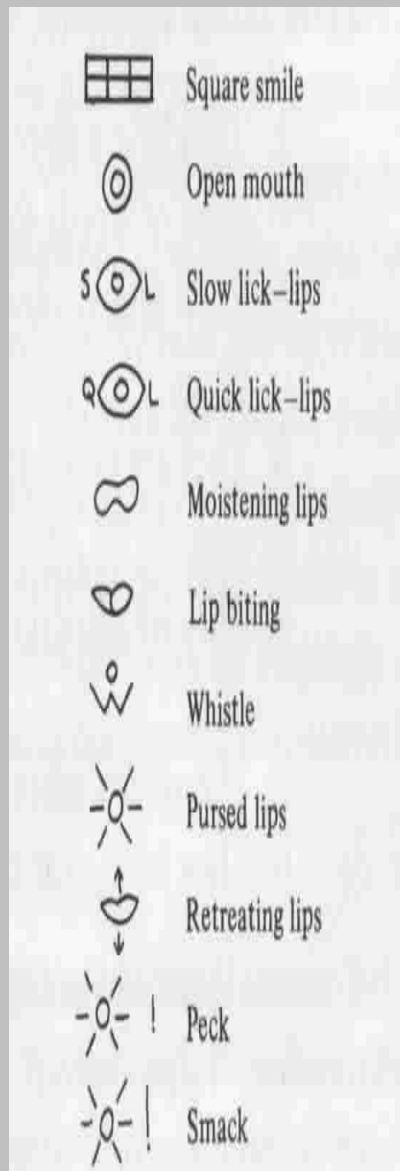 Square smile
Open mouth
S L Slow lick–lips
Q L Quick lick–lips
Moistening lips
Lip biting
Whistle
Pursed lips
Retreating lips
! Peck
! Smack